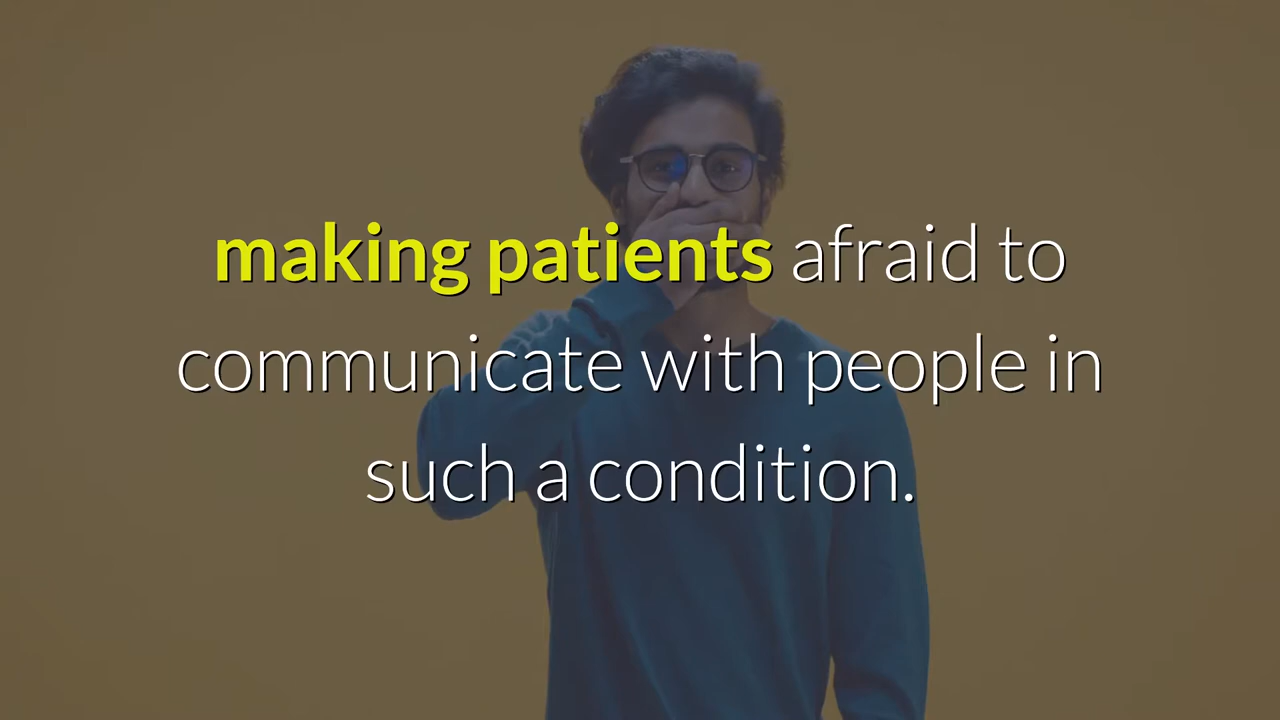 making patients afraid to
communicate with people in
such a condition.